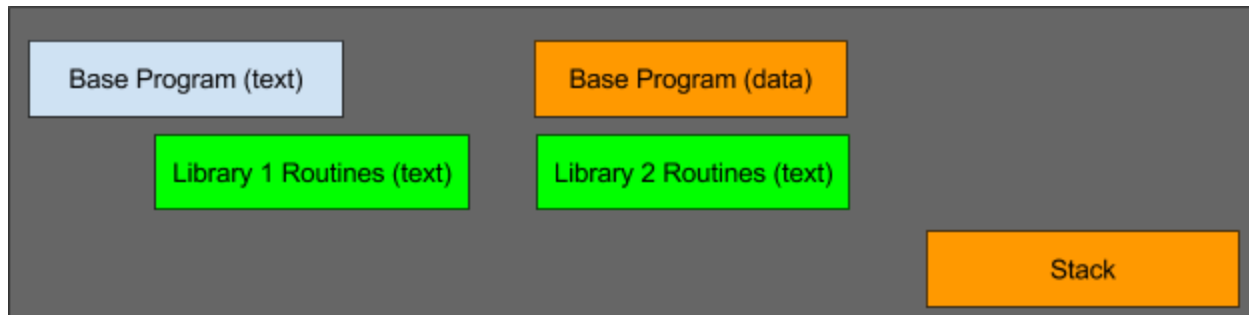 Base Program (text)
Base Program (data)
Library 1 Routines (text)
Library 2 Routines (text)
Stack